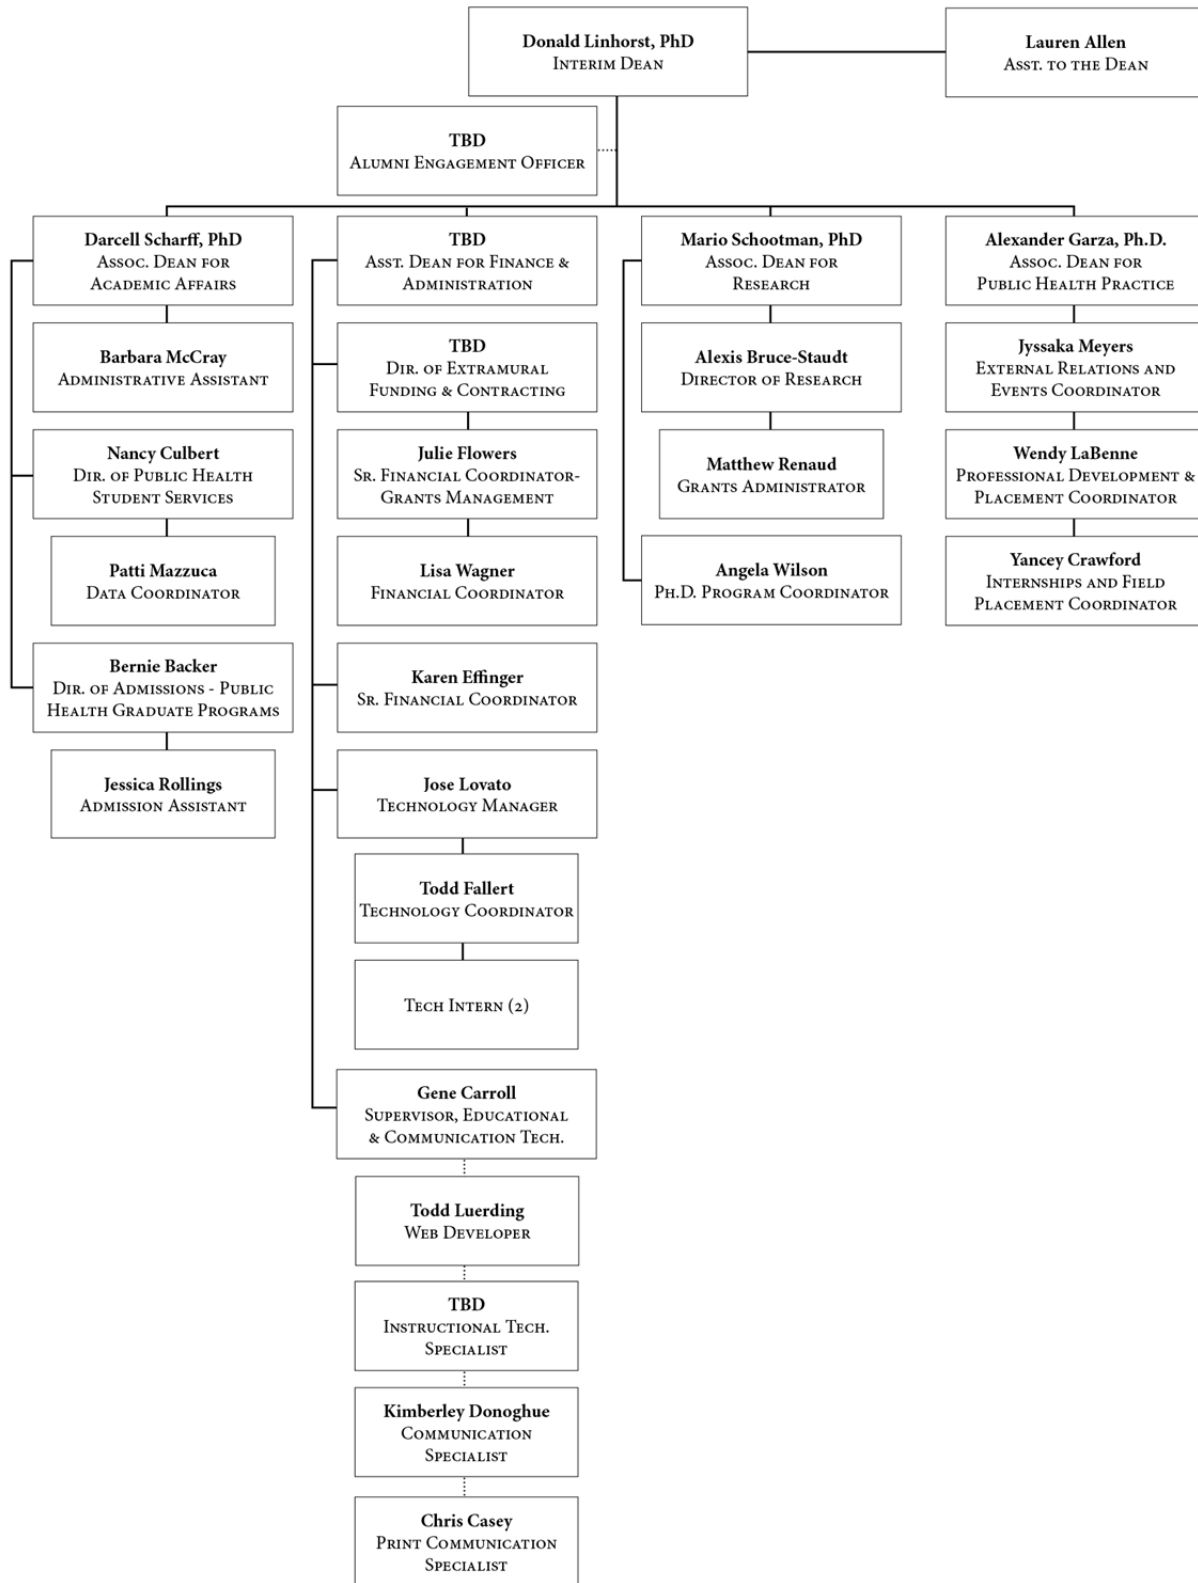 Donald Linhorst, PhD
Interim Dean
Lauren Allen
Asst. to the Dean
TBD
Alumni Engagement Officer
Darcell Scharff, PhD
Assoc. Dean for
Academic Affairs
Barbara McCray
Administrative Assistant
Nancy Culbert
Dir. of Public Health
Student Services
Patti Mazzuca
Data Coordinator
Bernie Backer
Dir. of Admissions - Public
Health Graduate Programs
Jessica Rollings
Admission Assistant
TBD
Asst. Dean for Finance &
Administration
TBD
Dir. of Extramural
Funding & Contracting
Julie Flowers
Sr. Financial Coordinator-
Grants Management
Lisa Wagner
Financial Coordinator
Karen Effinger
Sr. Financial Coordinator
Jose Lovato
Technology Manager
Todd Fallert
Technology Coordinator
Tech Intern (2)
Gene Carroll
Supervisor, Educational
& Communication Tech.
Todd Luerding
Web Developer
TBD
Instructional Tech.
Specialist
Kimberley Donoghue
Communication
Specialist
Chris Casey
Print Communication
Specialist
Mario Schootman, PhD
Assoc. Dean for
Research
Alexis Bruce-Staudt
Director of Research
Matthew Renaud
Grants Administrator
Angela Wilson
Ph.D. Program Coordinator
Alexander Garza, Ph.D.
Assoc. Dean for
Public Health Practice
Jyssaka Meyers
External Relations and
Events Coordinator
Wendy LaBenne
Professional Development &
Placement Coordinator
Yancey Crawford
Internships and Field
Placement Coordinator